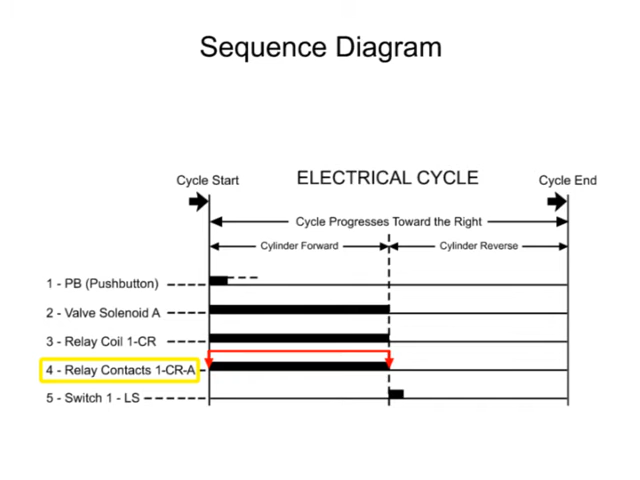 Sequence Diagram
Cycle Start
ELECTRICAL CYCLE
Cycle End
Cycle Progresses Toward the Right
Cylinder Forward
Cylinder Reverse
1 - PB (Pushbutton)
2 - Valve Solenoid A
3 - Relay Coil 1-CR
4 - Relay Contacts 1-CR-A
5 - Switch 1 - LS